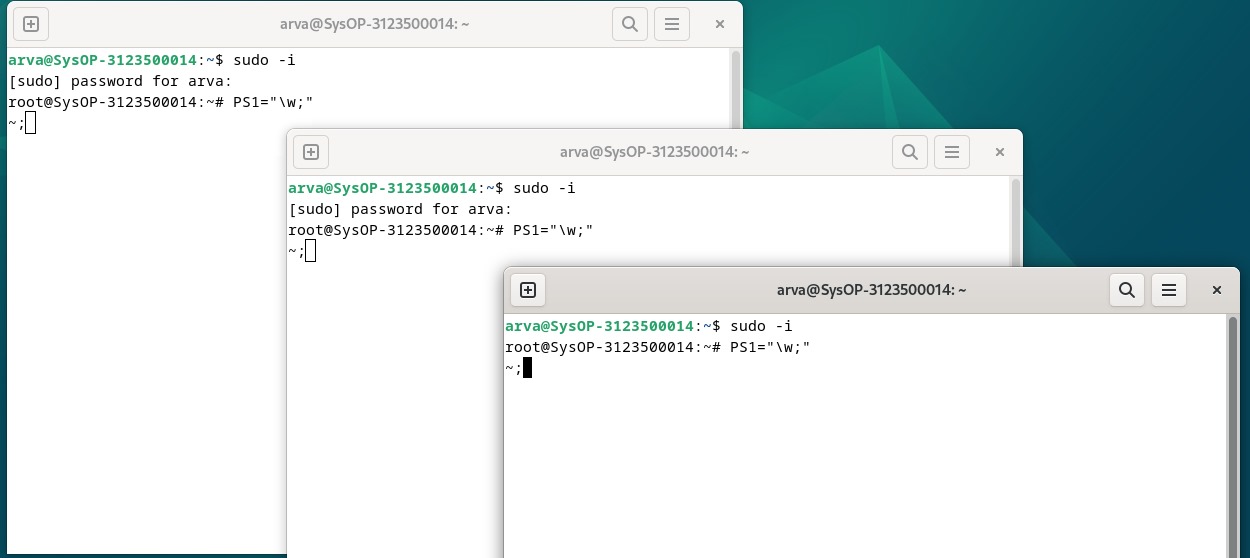 arva@SysOP-3123500014: ~
arva@SysOP-3123500014:~$ sudo -i
[sudo] password for arva:
root@SysOP-3123500014:~# PS1="\w;"
~;
arva@SysOP-3123500014: ~
arva@SysOP-3123500014:~$ sudo -i
[sudo] password for arva:
root@SysOP-3123500014:~# PS1="\w;"
~;
arva@SysOP-3123500014: ~
arva@SysOP-3123500014:~$ sudo -i
root@SysOP-3123500014:~# PS1="\w;"
~;